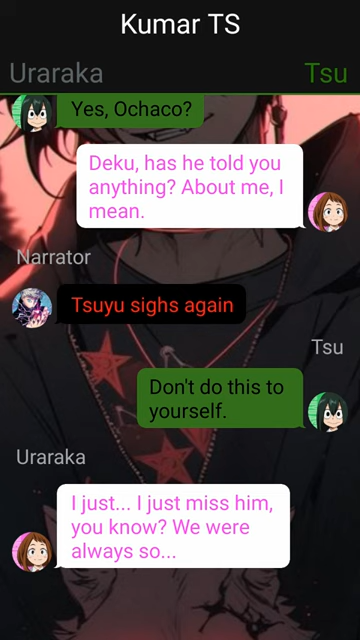 Kumar TS
Uraraka
Tsu
Yes, Ochaco?
Deku, has he told you
anything? About me, I
mean.
Narrator
Tsuyu sighs again
Tsu
Don't do this to
yourself.
Uraraka
I just... I just miss him,
you know? We were
always so...